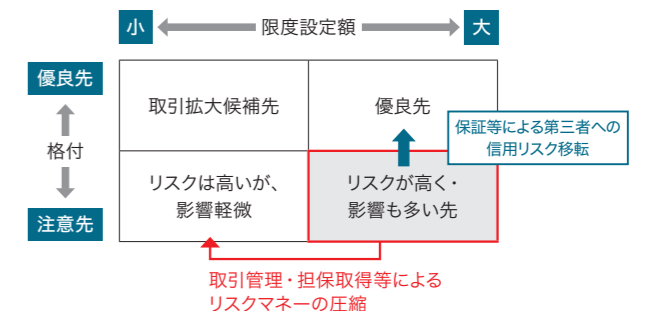 小
限度設定額
大
優良先
格付
注意先
取引拡大候補先
優良先
保証等による第三者への
信用リスク移転
リスクは高いが、
影響軽微
リスクが高く・
影響も多い先
取引管理・担保取得等による
リスクマネーの圧縮